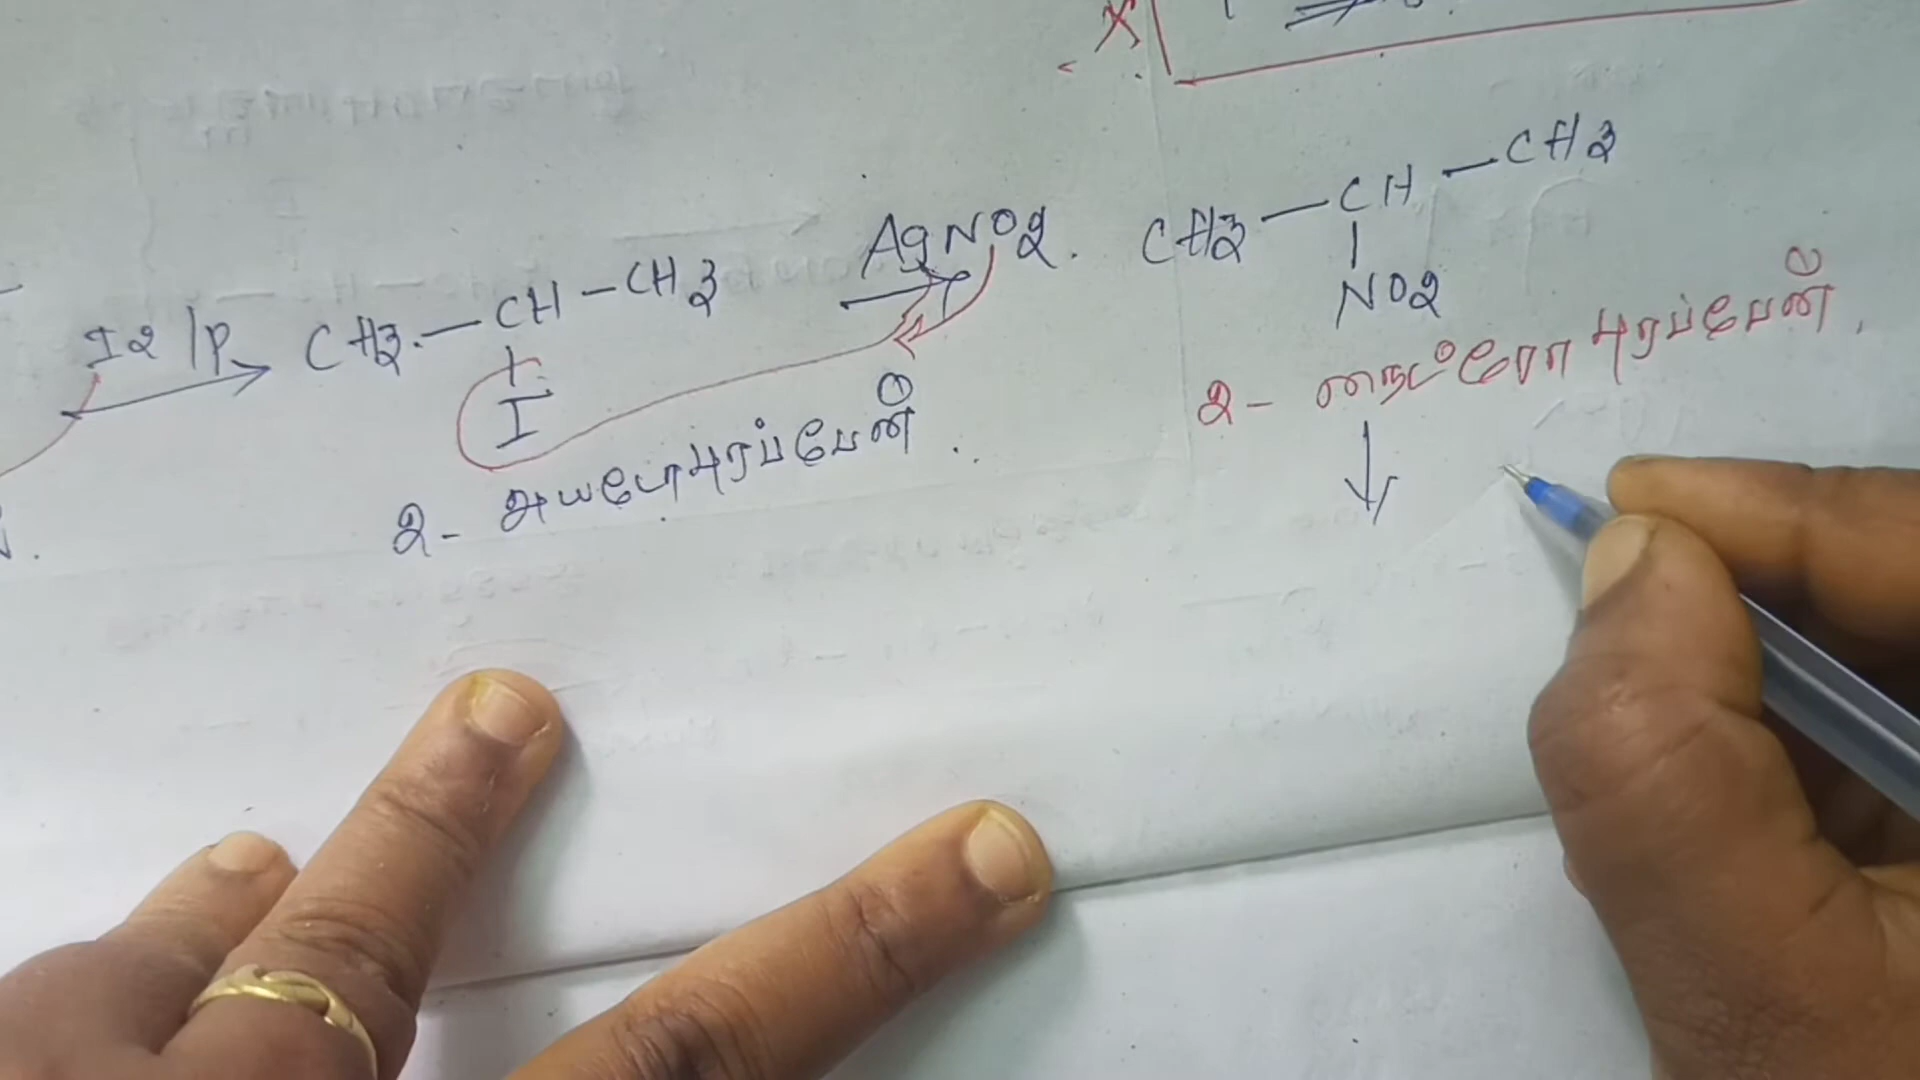 I2 /P
CH3 — CH — CH3
I
2 - அயடோபுரப்பேன்
AgNO2
CH3 — CH — CH3
NO2
2 - நைட்ரோ புரப்பேன்